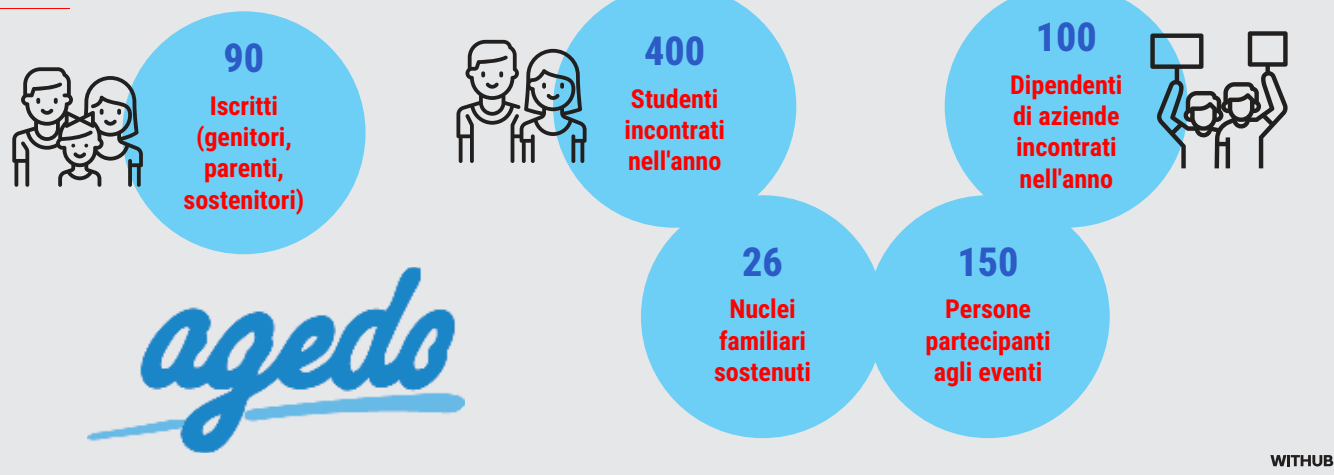 90
Iscritti
(genitori,
parenti,
sostenitori)
400
Studenti
incontrati
nell'anno
100
Dipendenti
di aziende
incontrati
nell'anno
26
Nuclei
familiari
sostenuti
150
Persone
partecipanti
agli eventi
agedo
WITHUB